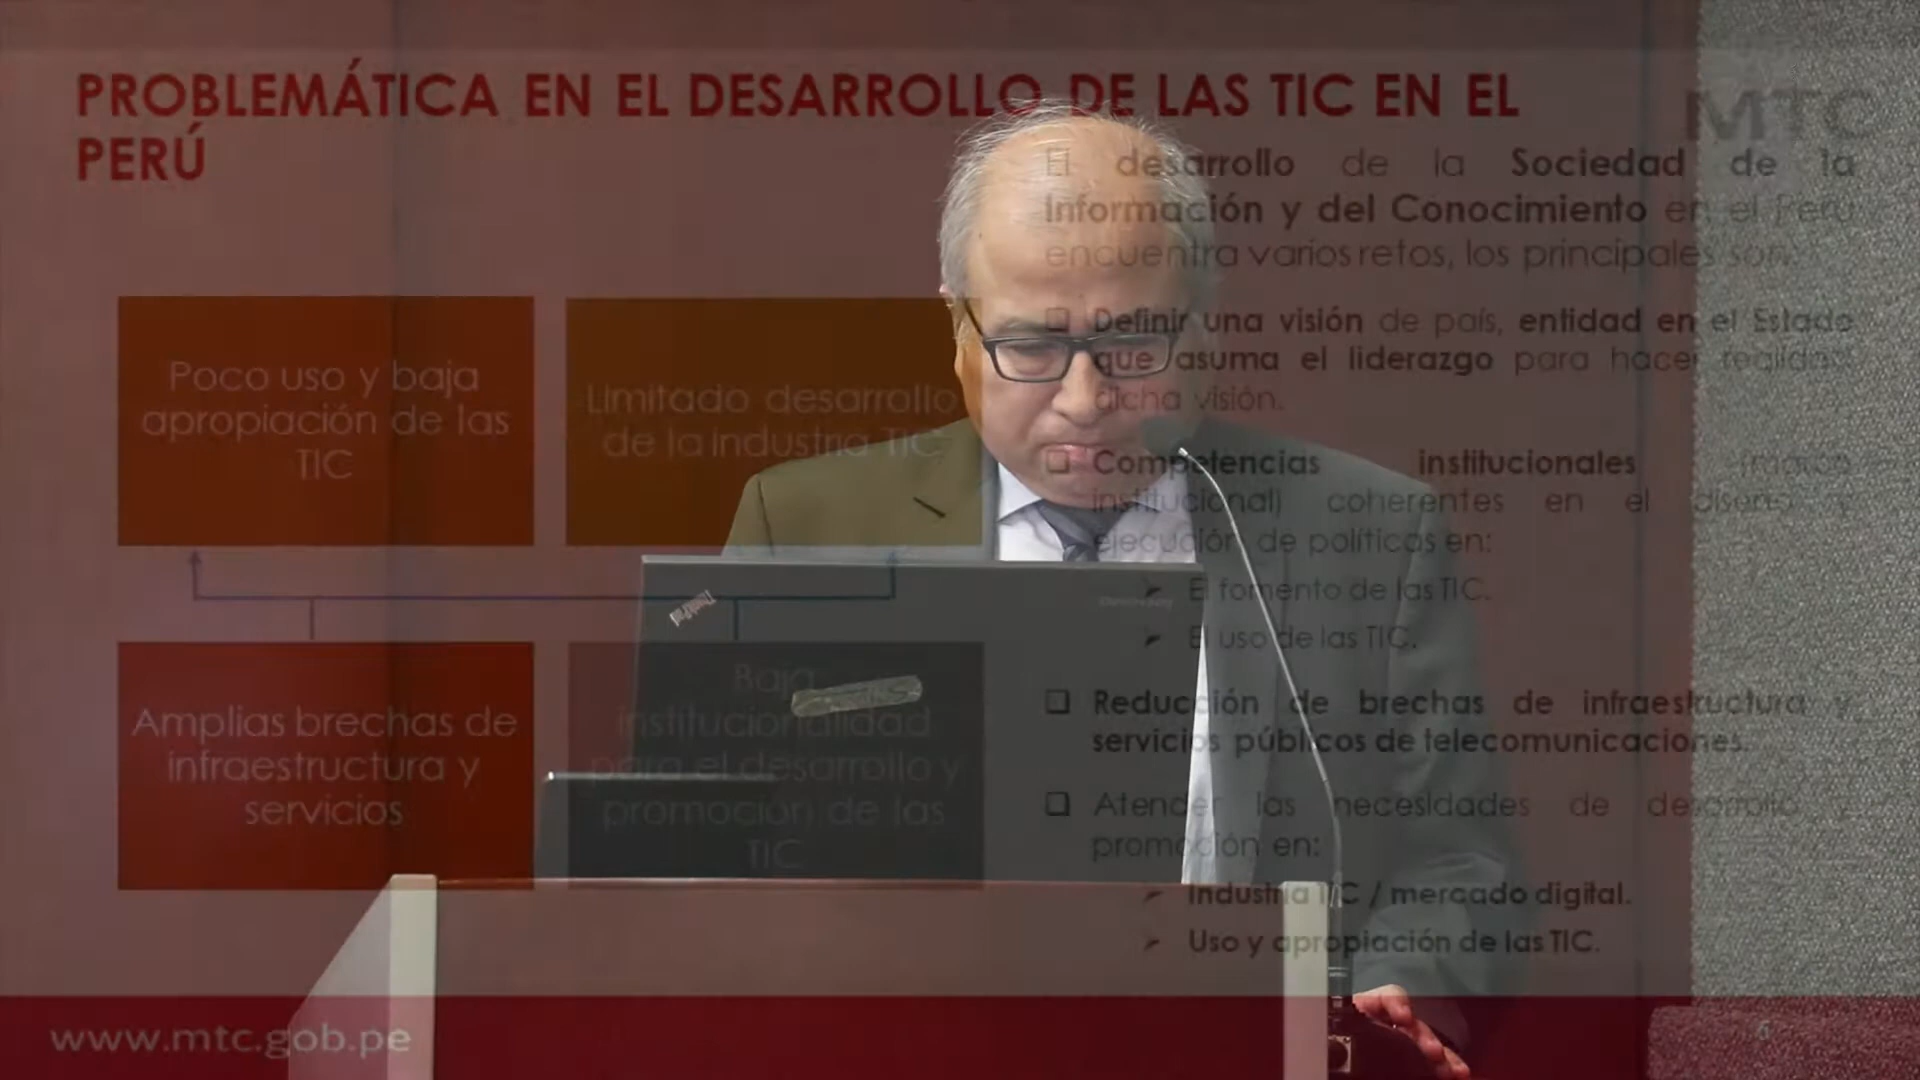 PROBLEMÁTICA EN EL DESARROLLO DE LAS TIC EN EL
PERÚ
MTC
Poco uso y baja
apropiación de las
TIC
Limitado desarrollo
de la industria TIC
Amplias brechas de
infraestructura y
servicios
Baja
institucionalidad
para el desarrollo y
promoción de las
TIC
El desarrollo de la Sociedad de la
Información y del Conocimiento en el Perú
encuentra varios retos, los principales son:
❑ Definir una visión de país, entidad en el Estado
que asuma el liderazgo para hacer
dicha visión.
❑ Competencias institucionales (marco
institucional) coherentes en el diseño y
ejecución de políticas en:
➢ El fomento de las TIC.
➢ El uso de las TIC.
❑ Reducción de brechas de infraestructura y
servicios públicos de telecomunicaciones.
❑ Atender las necesidades de desarrollo y
promoción en:
➢ Industria TIC / mercado digital.
➢ Uso y apropiación de las TIC.
ThinkPad
www.mtc.gob.pe